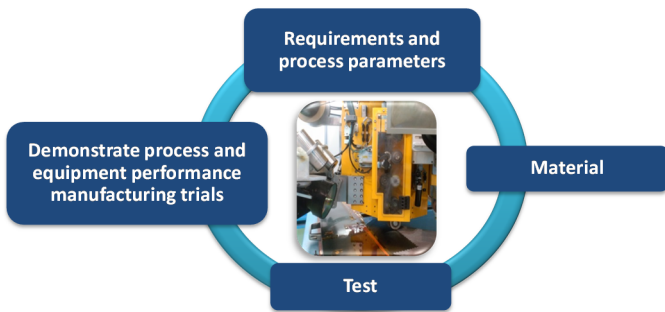 Requirements and
process parameters
Demonstrate process and
equipment performance
manufacturing trials
Material
Test